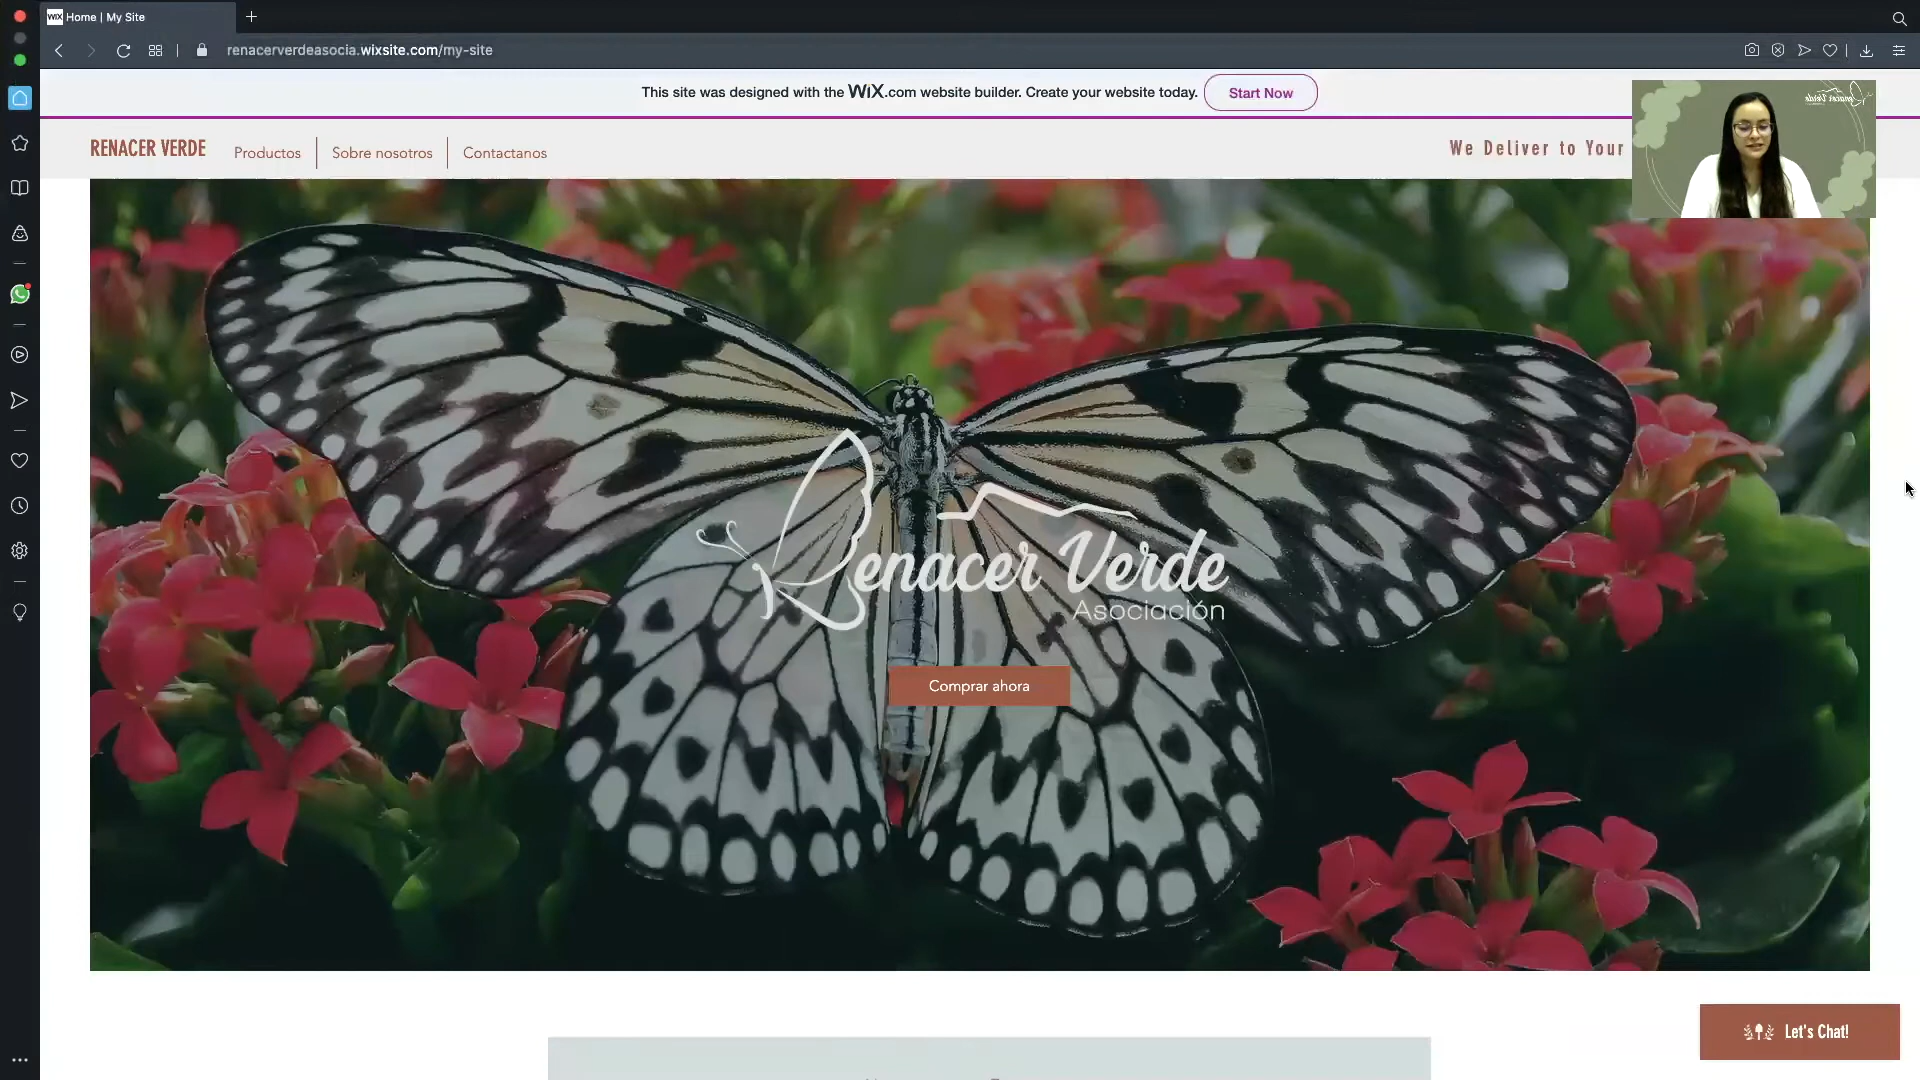 WiX Home | My Site
renacerverdeasocia.wixsite.com/my-site
This site was designed with the WiX.com website builder. Create your website today. Start Now
RENACER VERDE Productos Sobre nosotros Contactanos We Deliver to Your
Renacer Verde
Asociación
Comprar ahora
Let's Chat!